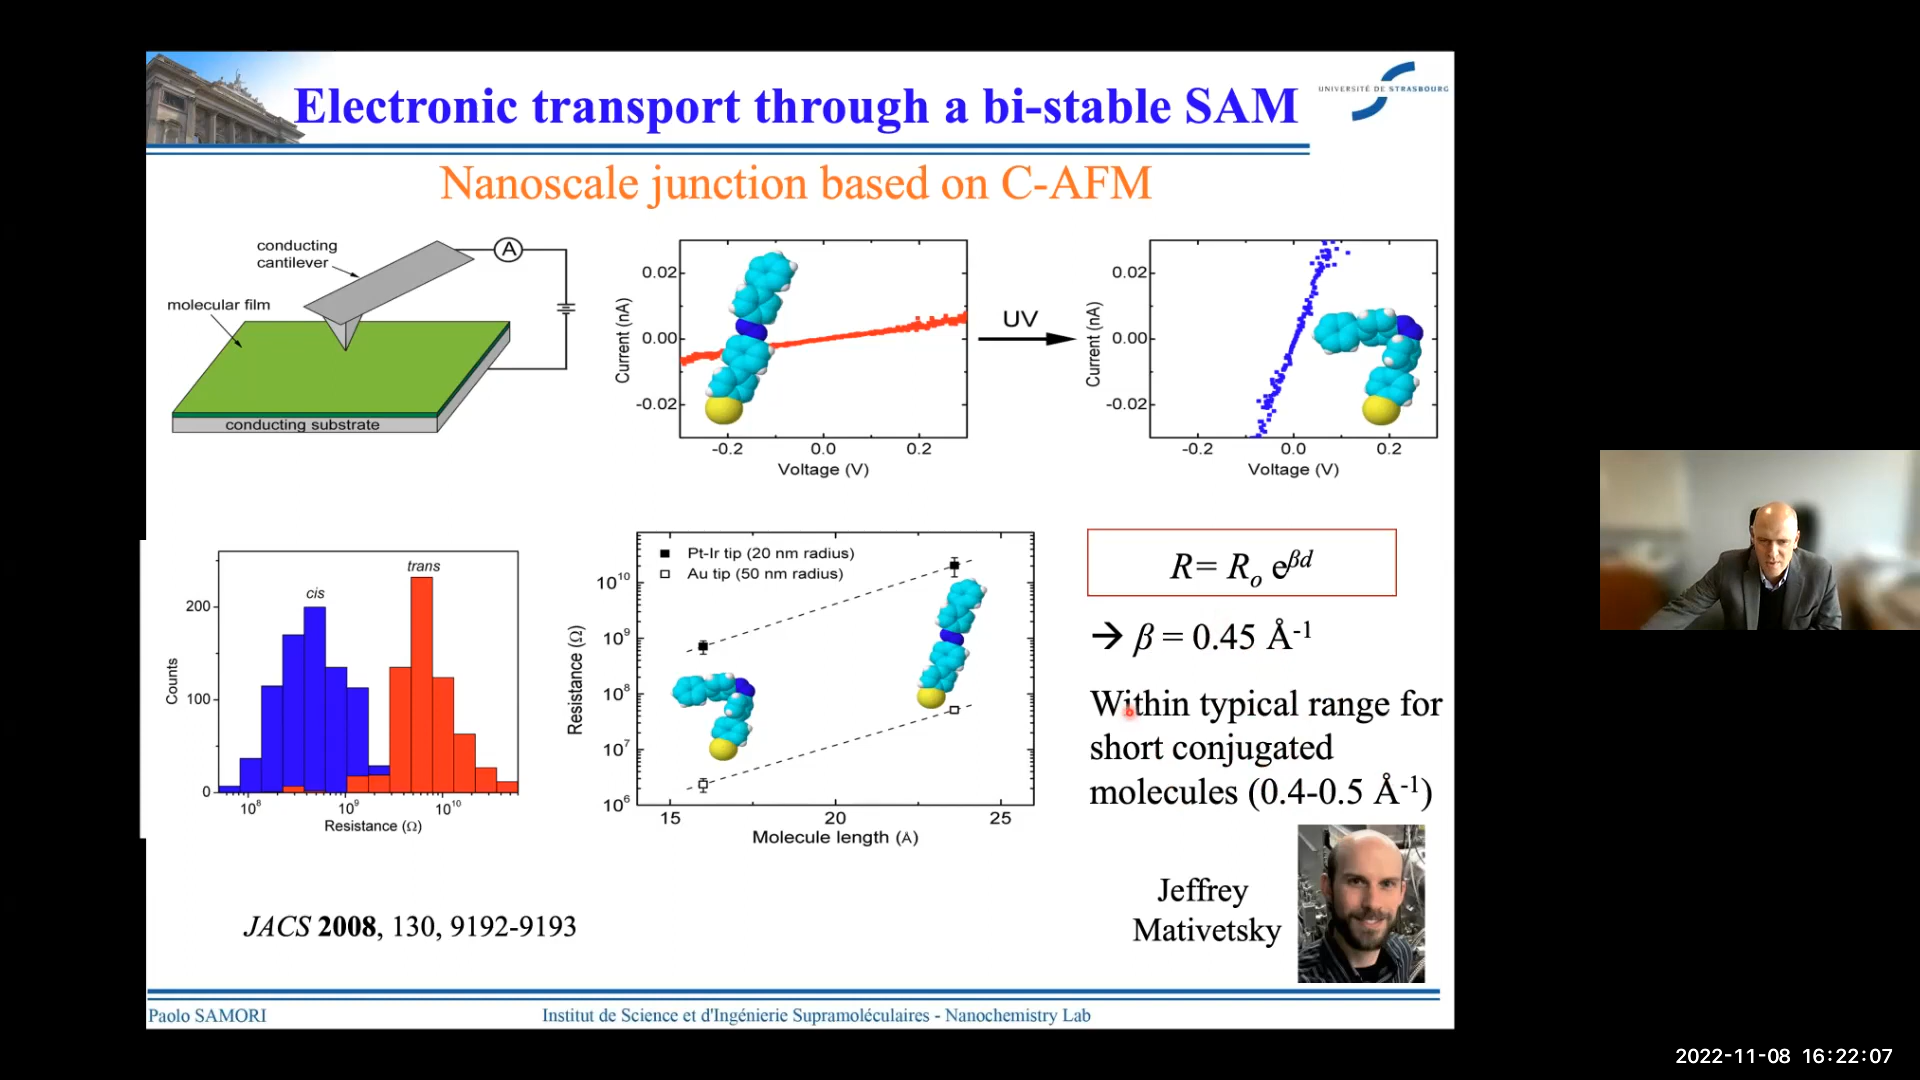 Electronic transport through a bi-stable SAM
UNIVERSITÉ DE STRASBOURG
Nanoscale junction based on C-AFM
conducting
cantilever
A
molecular film
conducting substrate
0.02
0.00
-0.02
Current (nA)
-0.2 0.0 0.2
Voltage (V)
UV
0.02
0.00
-0.02
Current (nA)
-0.2 0.0 0.2
Voltage (V)
cis
trans
200
100
0
Counts
10⁸ 10⁹ 10¹⁰
Resistance (Ω)
Pt-Ir tip (20 nm radius)
Au tip (50 nm radius)
10¹⁰
10⁹
10⁸
10⁷
10⁶
Resistance (Ω)
15 20 25
Molecule length (Å)
R= Rₒ e^βd
→ β = 0.45 Å⁻¹
Within typical range for
short conjugated
molecules (0.4-0.5 Å⁻¹)
Jeffrey
Mativetsky
JACS 2008, 130, 9192-9193
Paolo SAMORI
Institut de Science et d'Ingénierie Supramoléculaires - Nanochemistry Lab
2022-11-08 16:22:07